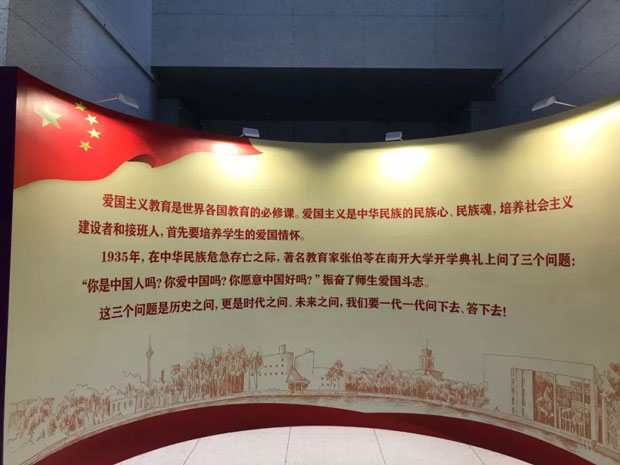 爱国主义教育是世界各国教育的必修课。爱国主义是中华民族的民族心、民族魂，培养社会主义
建设者和接班人，首先要培养学生的爱国情怀。
1935年，在中华民族危急存亡之际，著名教育家张伯苓在南开大学开学典礼上问了三个问题：
“你是中国人吗？你爱中国吗？你愿意中国好吗？”振奋了师生爱国斗志。
这三个问题是历史之问，更是时代之问、未来之问，我们要一代一代问下去、答下去！